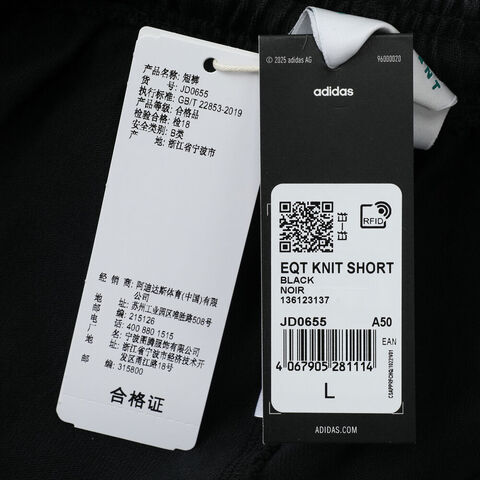 产品名称: 短裤
货 号: JD0655
执行标准: GB/T 22853-2019
产品等级: 合格品
检验合格: 检18
安全类别: B类
产 地: 浙江省宁波市
经 销 商: 阿迪达斯体育(中国)有限公司
地 址: 苏州工业园区唯胜路508号
邮 编: 215126
电 话: 400 880 1515
厂 商: 宁波甬腾服饰有限公司
地 址: 浙江省宁波市经济技术开发区甬江南路18号
邮 编: 315800
合格证
© 2025 adidas AG
96000020
adidas
RFID
EQT KNIT SHORT
BLACK
NOIR
136123137
JD0655 A50
EAN
4 067905 281114
L
ADIDAS.COM/